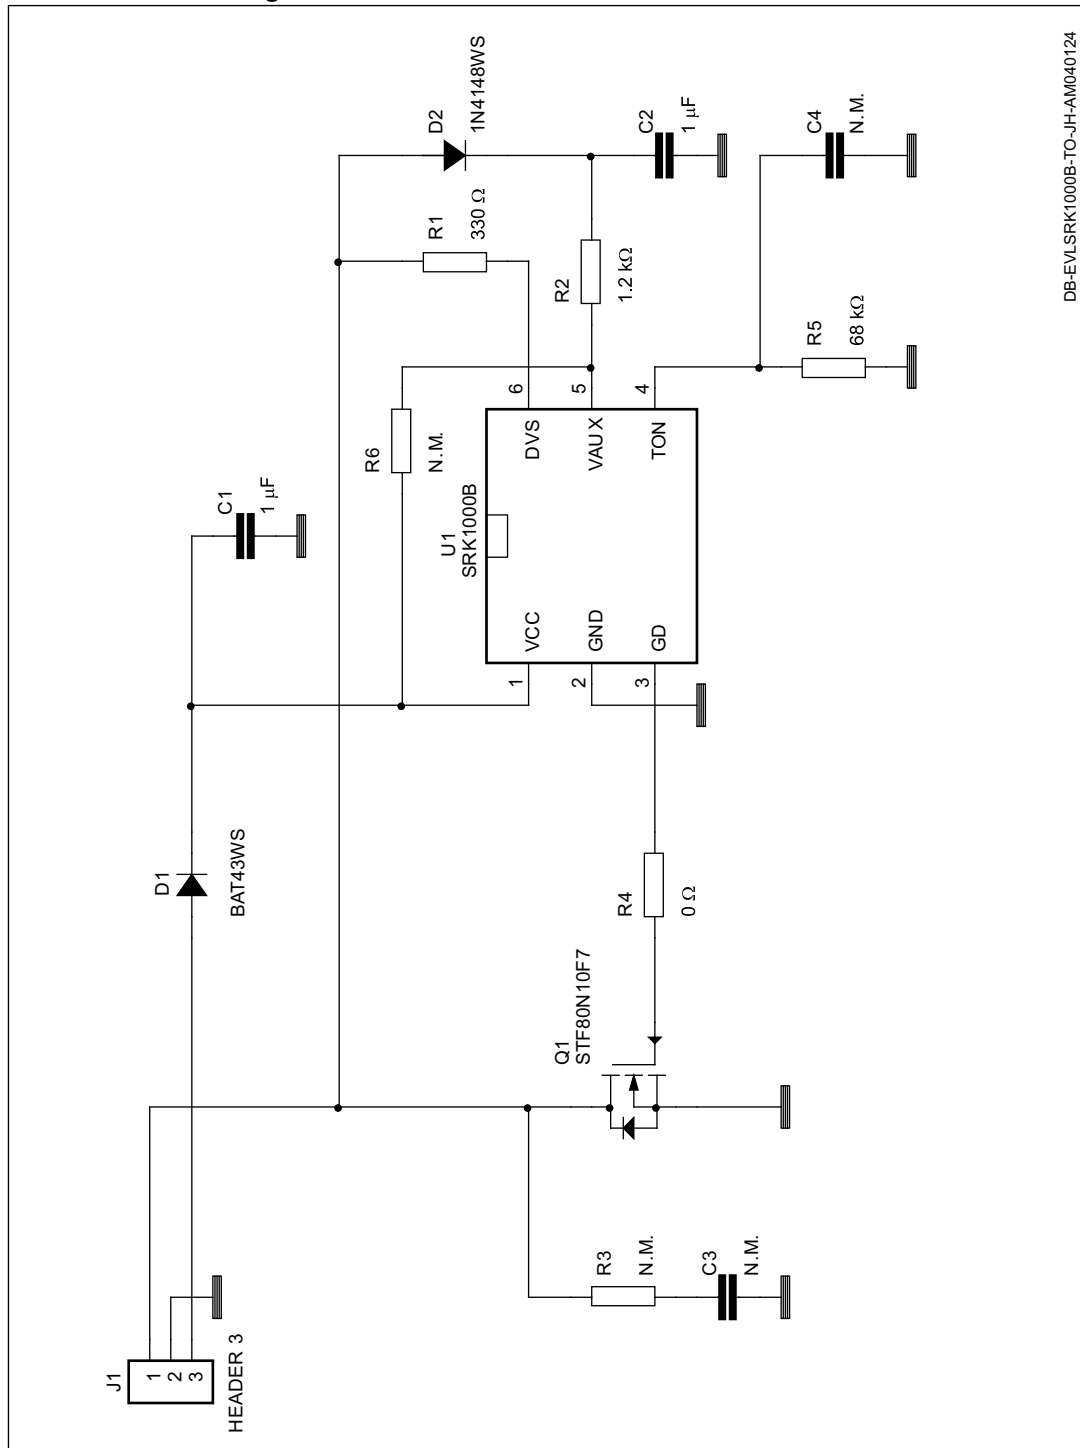 J1
1
2
3
HEADER 3
R3
N.M.
C3
N.M.
Q1
STF80N10F7
D1
BAT43WS
R4
0 Ω
C1
1 µF
R6
N.M.
U1
SRK1000B
1
VCC
2
GND
3
GD
DVS
6
VAUX
5
TON
4
R1
330 Ω
D2
1N4148WS
R2
1.2 kΩ
C2
1 µF
R5
68 kΩ
C4
N.M.
DB-EVLSRK1000B-TO-JH-AM040124